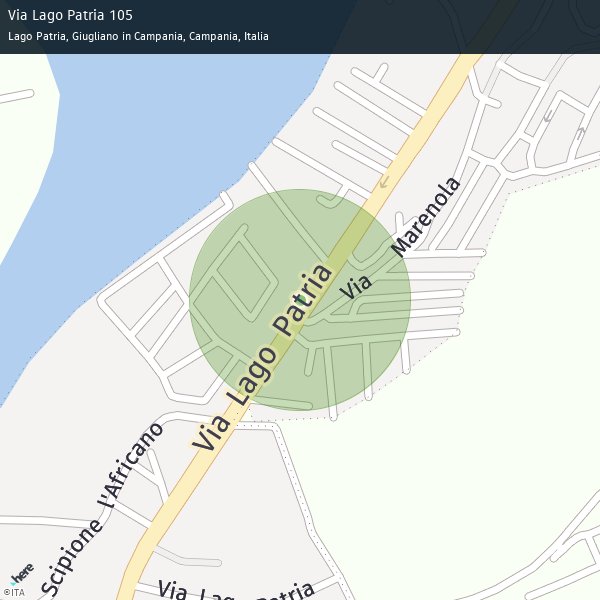 Via Lago Patria 105
Lago Patria, Giugliano in Campania, Campania, Italia
Marenola
Via
Via Lago Patria
Scipione l'Africano
Via Lago Patria
here
©ITA